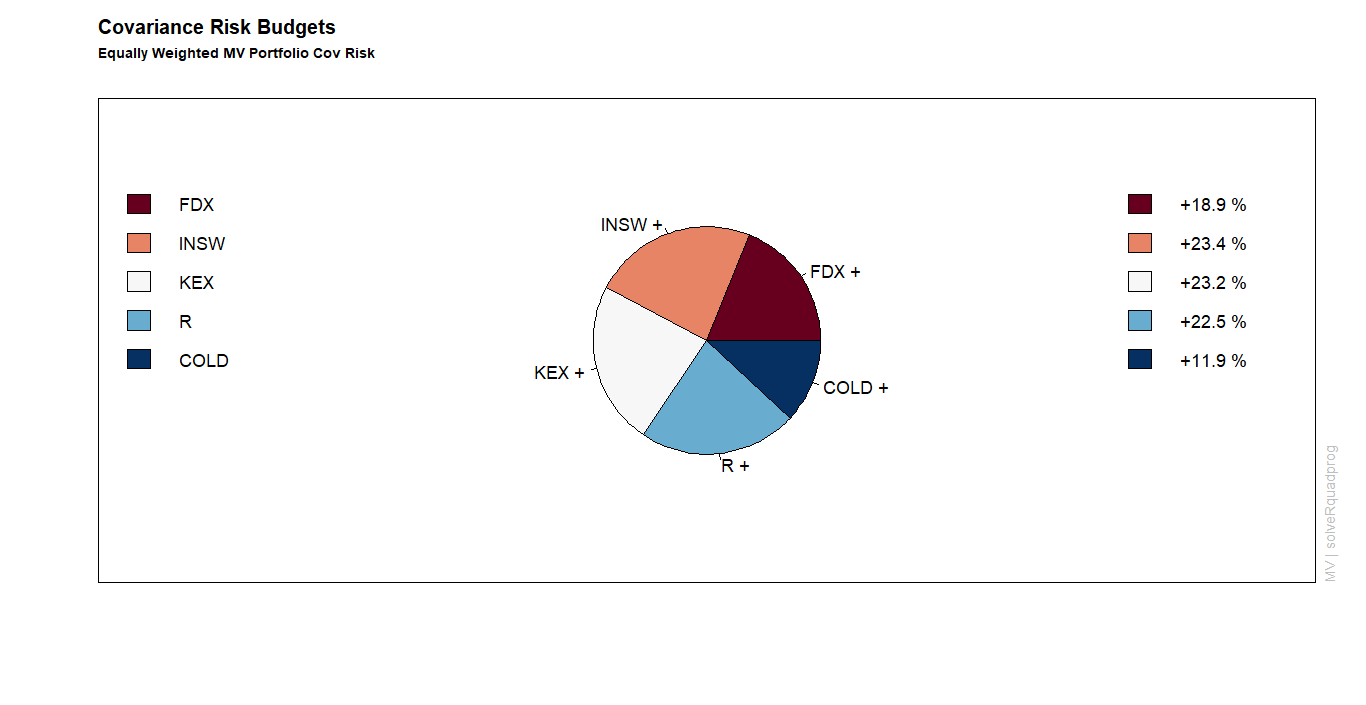 Covariance Risk Budgets
Equally Weighted MV Portfolio Cov Risk
FDX
INSW
KEX
R
COLD
INSW +
FDX +
KEX +
COLD +
R +
+18.9 %
+23.4 %
+23.2 %
+22.5 %
+11.9 %
MV | solveRquadprog